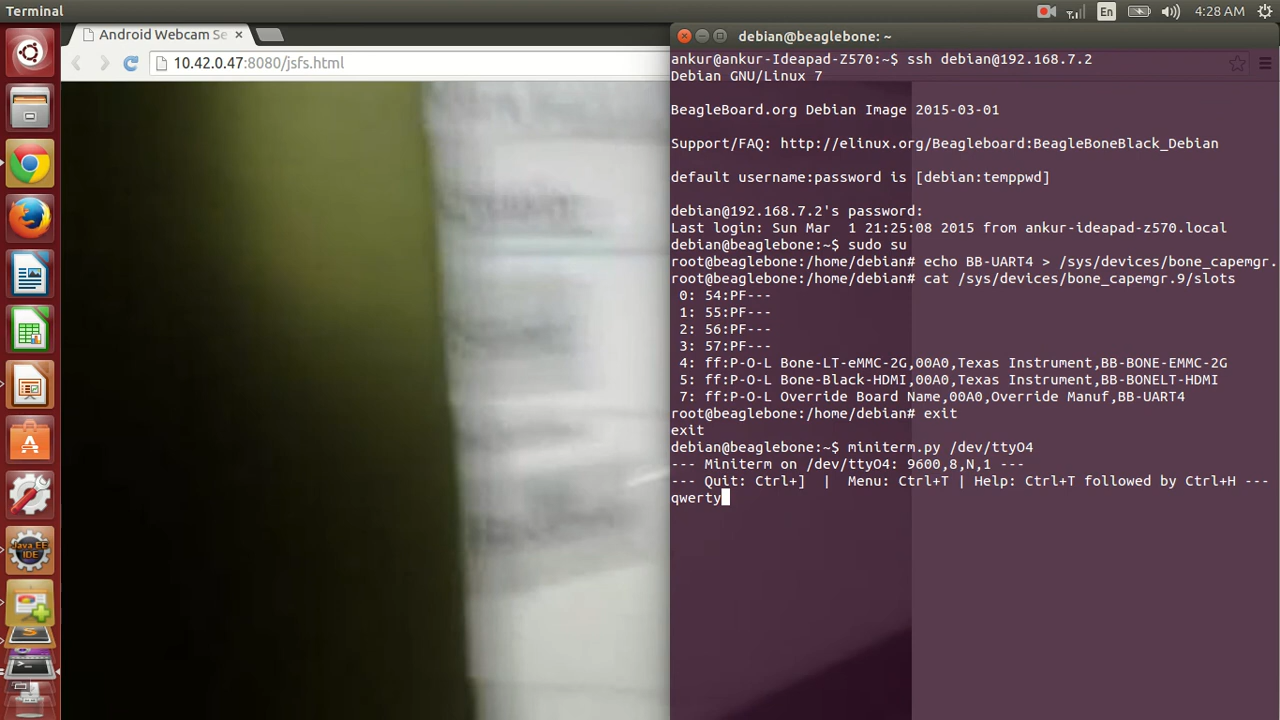 Terminal
En
4:28 AM
Android Webcam Se
10.42.0.47:8080/jsfs.html
debian@beaglebone: ~
ankur@ankur-Ideapad-Z570:~$ ssh debian@192.168.7.2
Debian GNU/Linux 7
BeagleBoard.org Debian Image 2015-03-01
Support/FAQ: http://elinux.org/Beagleboard:BeagleBoneBlack_Debian
default username:password is [debian:temppwd]
debian@192.168.7.2's password:
Last login: Sun Mar  1 21:25:08 2015 from ankur-ideapad-z570.local
debian@beaglebone:~$ sudo su
root@beaglebone:/home/debian# echo BB-UART4 > /sys/devices/bone_capemgr.
root@beaglebone:/home/debian# cat /sys/devices/bone_capemgr.9/slots
0: 54:PF---
1: 55:PF---
2: 56:PF---
3: 57:PF---
4: ff:P-O-L Bone-LT-eMMC-2G,00A0,Texas Instrument,BB-BONE-EMMC-2G
5: ff:P-O-L Bone-Black-HDMI,00A0,Texas Instrument,BB-BONELT-HDMI
7: ff:P-O-L Override Board Name,00A0,Override Manuf,BB-UART4
root@beaglebone:/home/debian# exit
exit
debian@beaglebone:~$ miniterm.py /dev/ttyO4
--- Miniterm on /dev/ttyO4: 9600,8,N,1 ---
--- Quit: Ctrl+]  |  Menu: Ctrl+T | Help: Ctrl+T followed by Ctrl+H ---
qwerty
Java EE
IDE